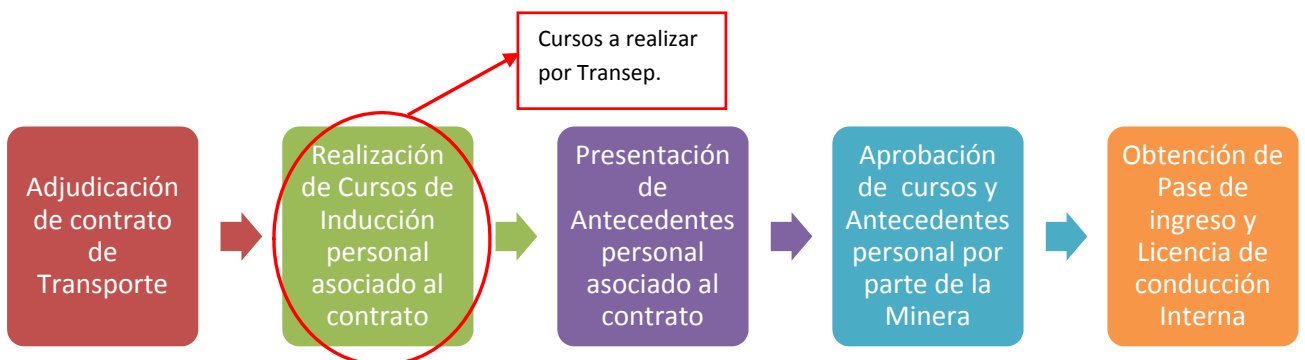 Cursos a realizar
por Transep.
Adjudicación
de contrato
de
Transporte
Realización
de Cursos de
Inducción
personal
asociado al
contrato
Presentación
de
Antecedentes
personal
asociado al
contrato
Aprobación
de cursos y
Antecedentes
personal por
parte de la
Minera
Obtención de
Pase de
ingreso y
Licencia de
conducción
Interna